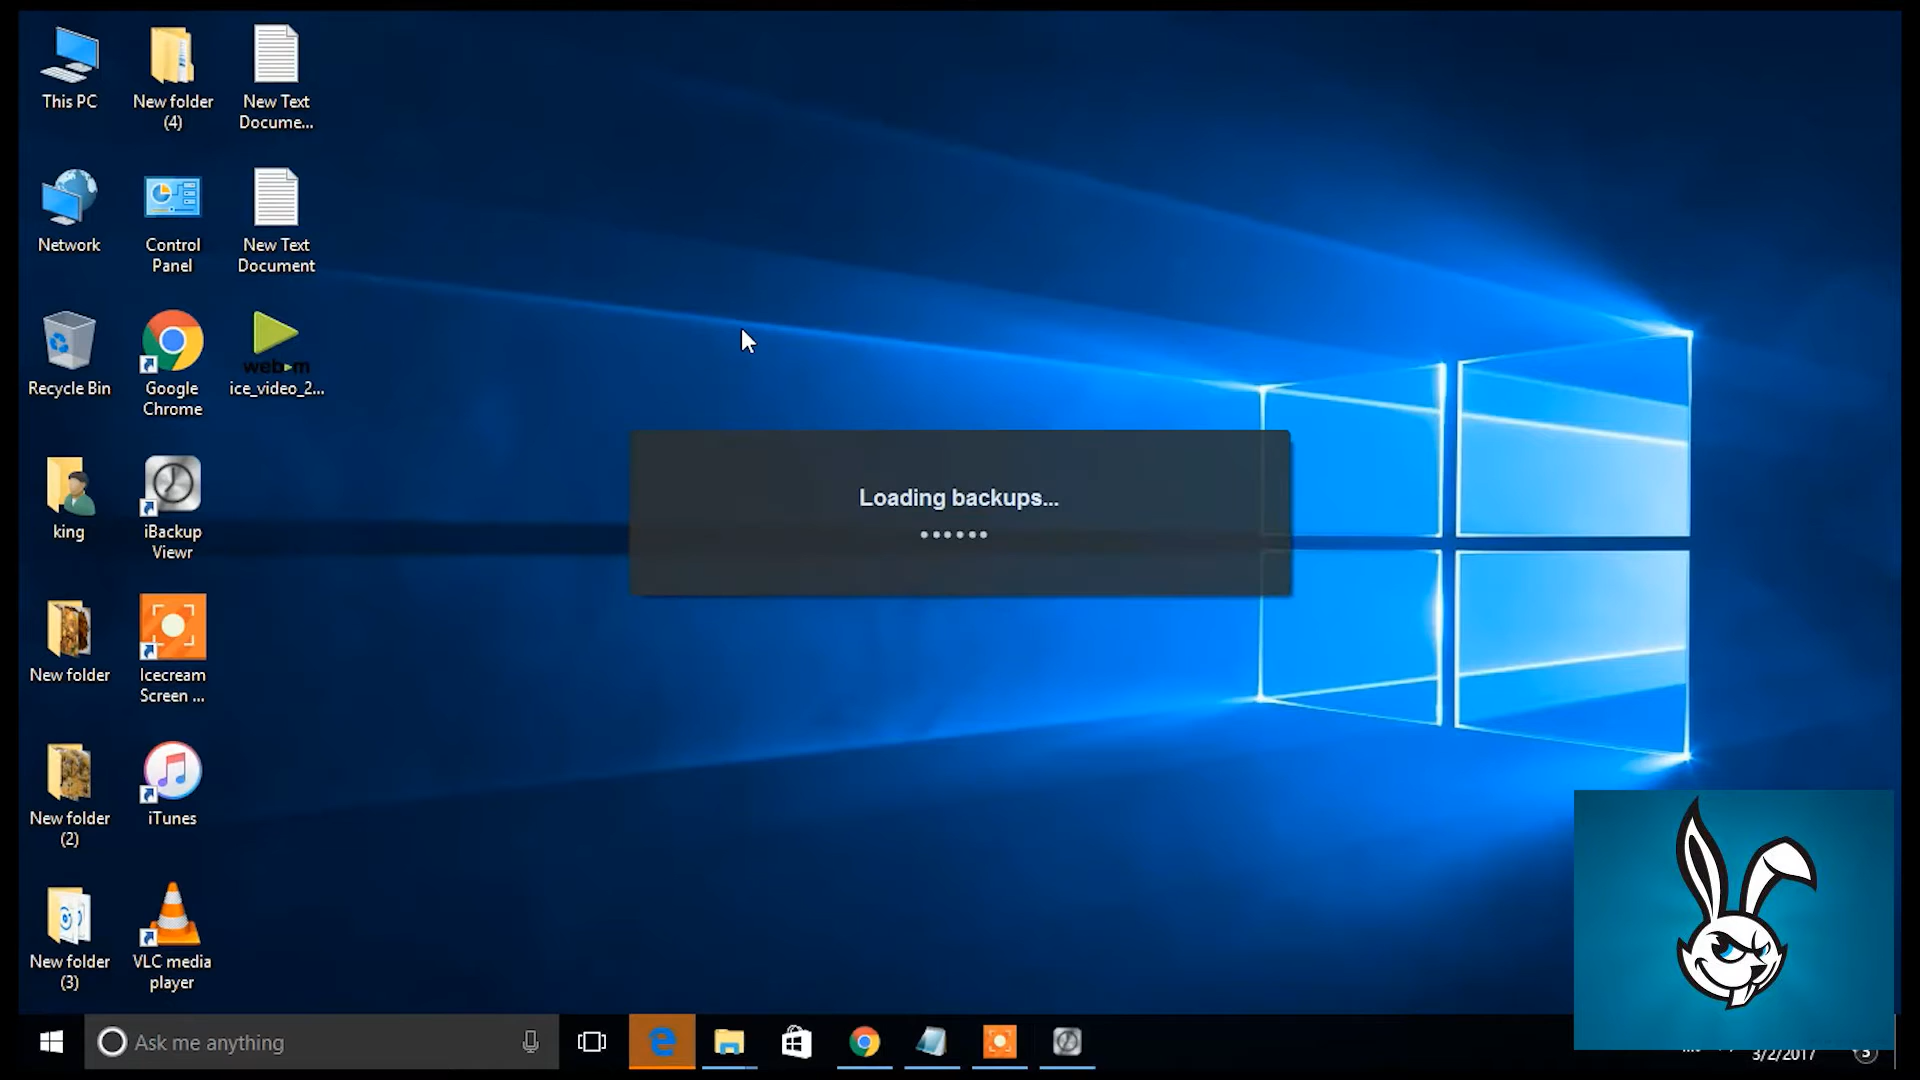 This PC
New folder
(4)
New Text
Docume...
Network
Control
Panel
New Text
Document
Recycle Bin
Google
Chrome
web m
ice_video_2...
king
iBackup
Viewr
Loading backups...
New folder
Icecream
Screen ...
New folder
(2)
iTunes
New folder
(3)
VLC media
player
Ask me anything
3/2/2017